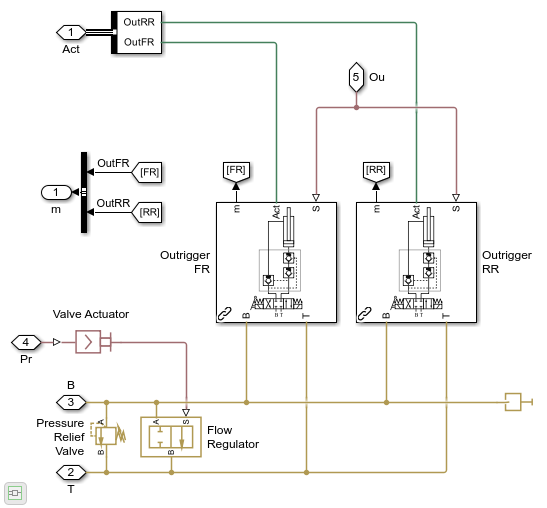 OutRR
1
OutFR
Act
5
Ou
OutFR
[FR]
[FR]
[RR]
OutRR
1
[RR]
m
m
Act
S
m
Act
S
Outrigger
FR
Outrigger
RR
A
B T
A
B T
B
T
B
T
Valve Actuator
4
Pr
B
3
Pressure
Relief
Valve
A
B
A
S
B
Flow
Regulator
2
T